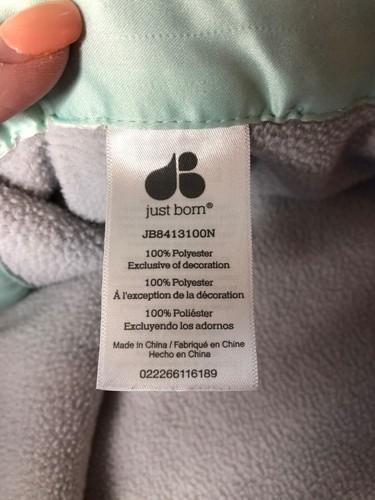 just born®
JB8413100N
100% Polyester
Exclusive of decoration
100% Polyester
À l'exception de la décoration
100% Poliéster
Excluyendo los adornos
Made in China / Fabriqué en Chine
Hecho en China
022266116189